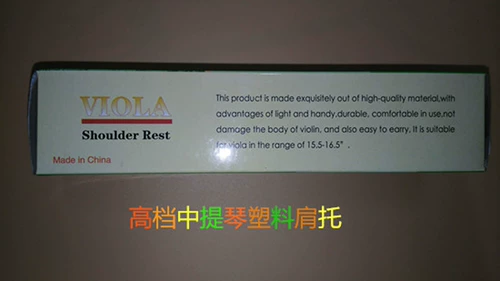 VIOLA
Shoulder Rest
Made in China
This product is made exquisitely out of high-quality material,with
advantages of light and handy,durable, comfortable in use,not
damage the body of violin, and also easy to earry. It is suitable
for viola in the range of 15.5-16.5".
高档中提琴塑料肩托